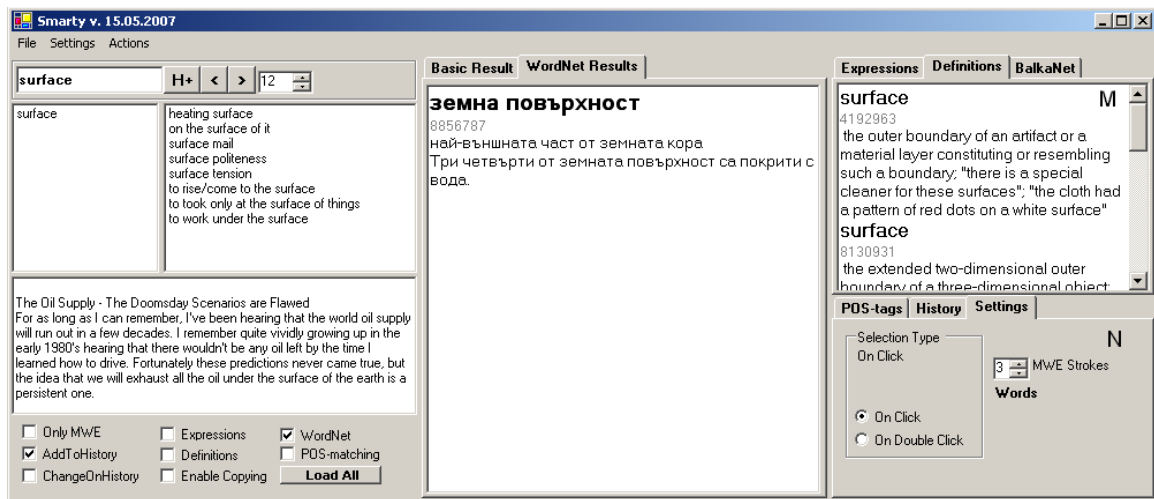 Smarty v. 15.05.2007
File Settings Actions
surface H+ < > 12
surface
heating surface
on the surface of it
surface mail
surface politeness
surface tension
to rise/come to the surface
to took only at the surface of things
to work under the surface
The Oil Supply - The Doomsday Scenarios are Flawed
For as long as I can remember, I've been hearing that the world oil supply
will run out in a few decades. I remember quite vividly growing up in the
early 1980's hearing that there wouldn't be any oil left by the time I
learned how to drive. Fortunately these predictions never came true, but
the idea that we will exhaust all the oil under the surface of the earth is a
persistent one.
Only MWE Expressions WordNet
AddToHistory Definitions POS-matching
ChangeOnHistory Enable Copying Load All
Basic Result WordNet Results
земна повърхност
8856787
най-външната част от земната кора
Три четвърти от земната повърхност са покрити с
вода.
Expressions Definitions BalkaNet
surface M
4192963
the outer boundary of an artifact or a
material layer constituting or resembling
such a boundary; "there is a special
cleaner for these surfaces"; "the cloth had
a pattern of red dots on a white surface"
surface
8130931
the extended two-dimensional outer
boundary of a three-dimensional object;
POS-tags History Settings
Selection Type N
On Click
3 MWE Strokes
Words
On Click
On Double Click